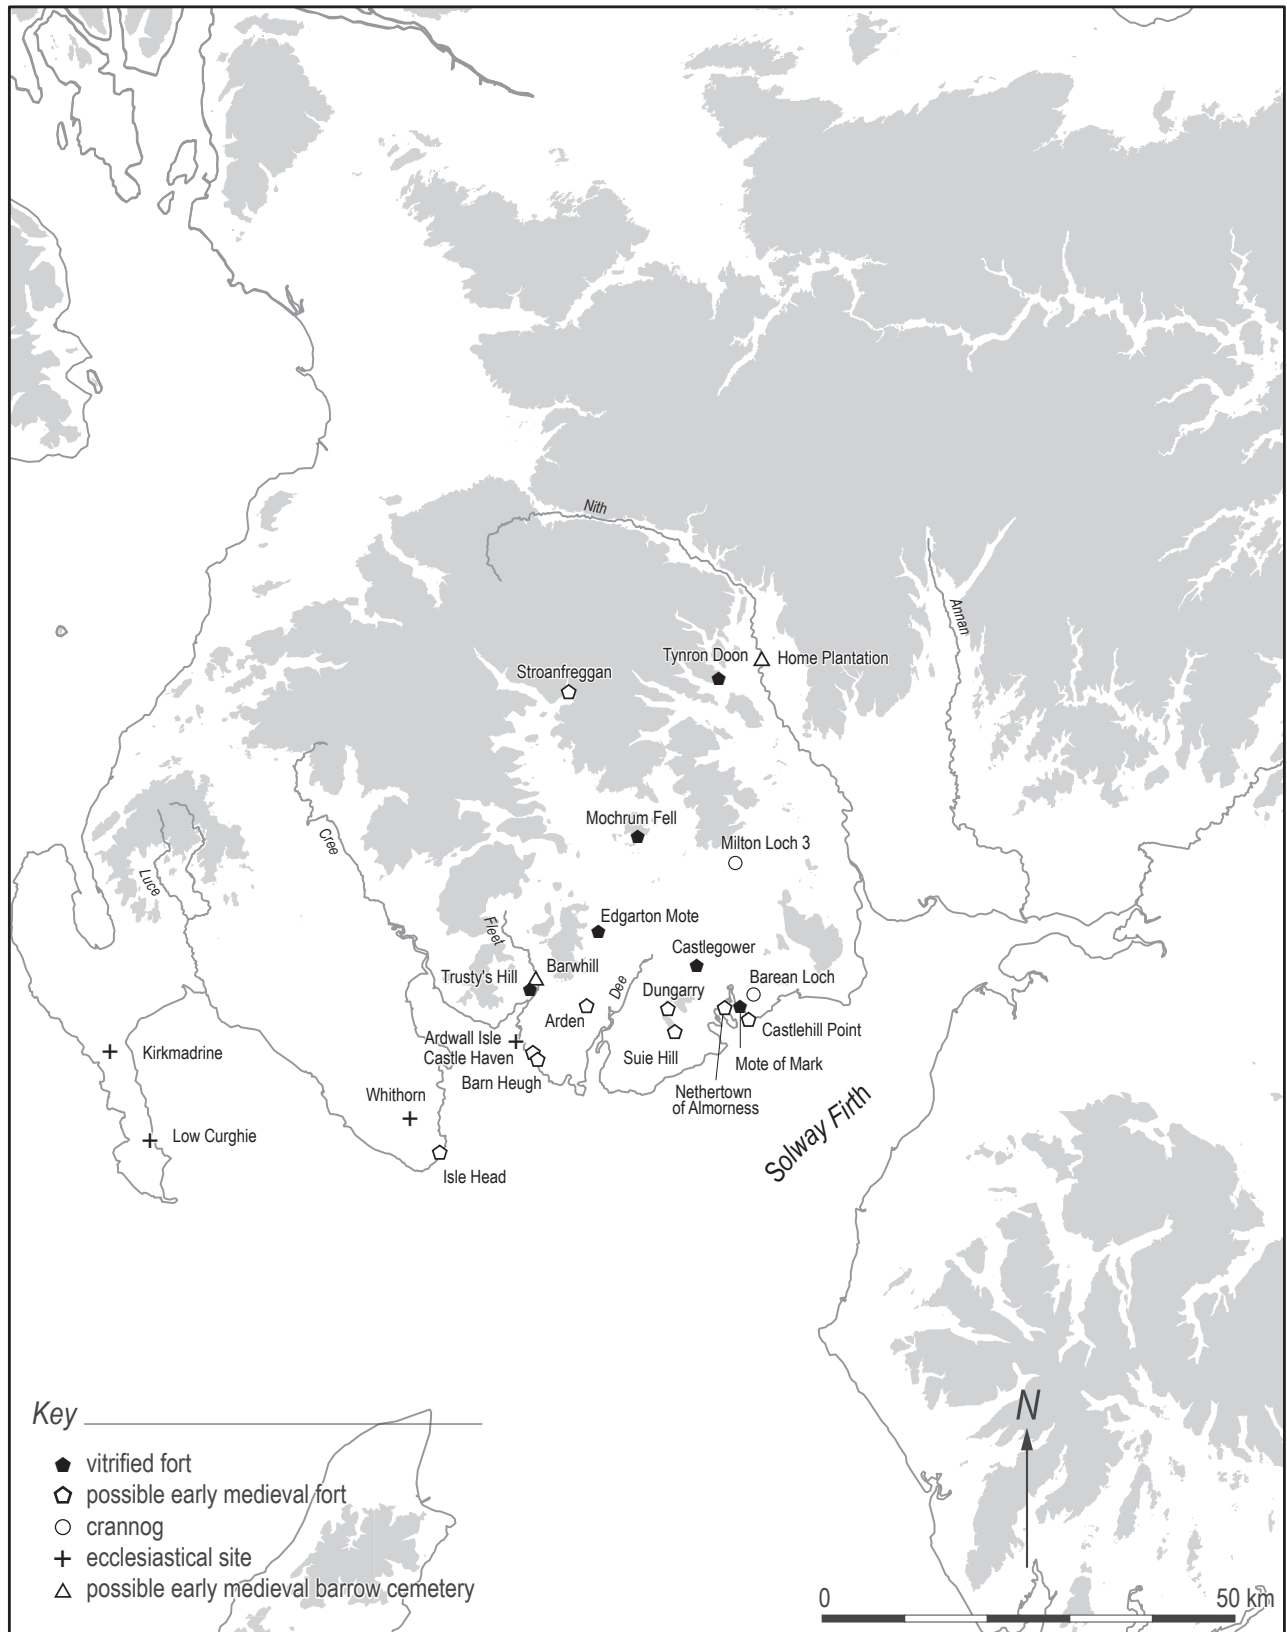 Nith
Annan
Tynron Doon
Home Plantation
Stroanfreggan
Mochrum Fell
Cree
Milton Loch 3
Luce
Edgarton Mote
Fleet
Castlegower
Barwhill
Trusty's Hill
Dee
Barean Loch
Dungarry
Arden
Castlehill Point
Ardwall Isle
Kirkmadrine
Castle Haven
Suie Hill
Mote of Mark
Barn Heugh
Nethertown
of Almorness
Whithorn
Solway Firth
Low Curghie
Isle Head
Key
N
vitrified fort
possible early medieval fort
crannog
ecclesiastical site
possible early medieval barrow cemetery
0
50 km